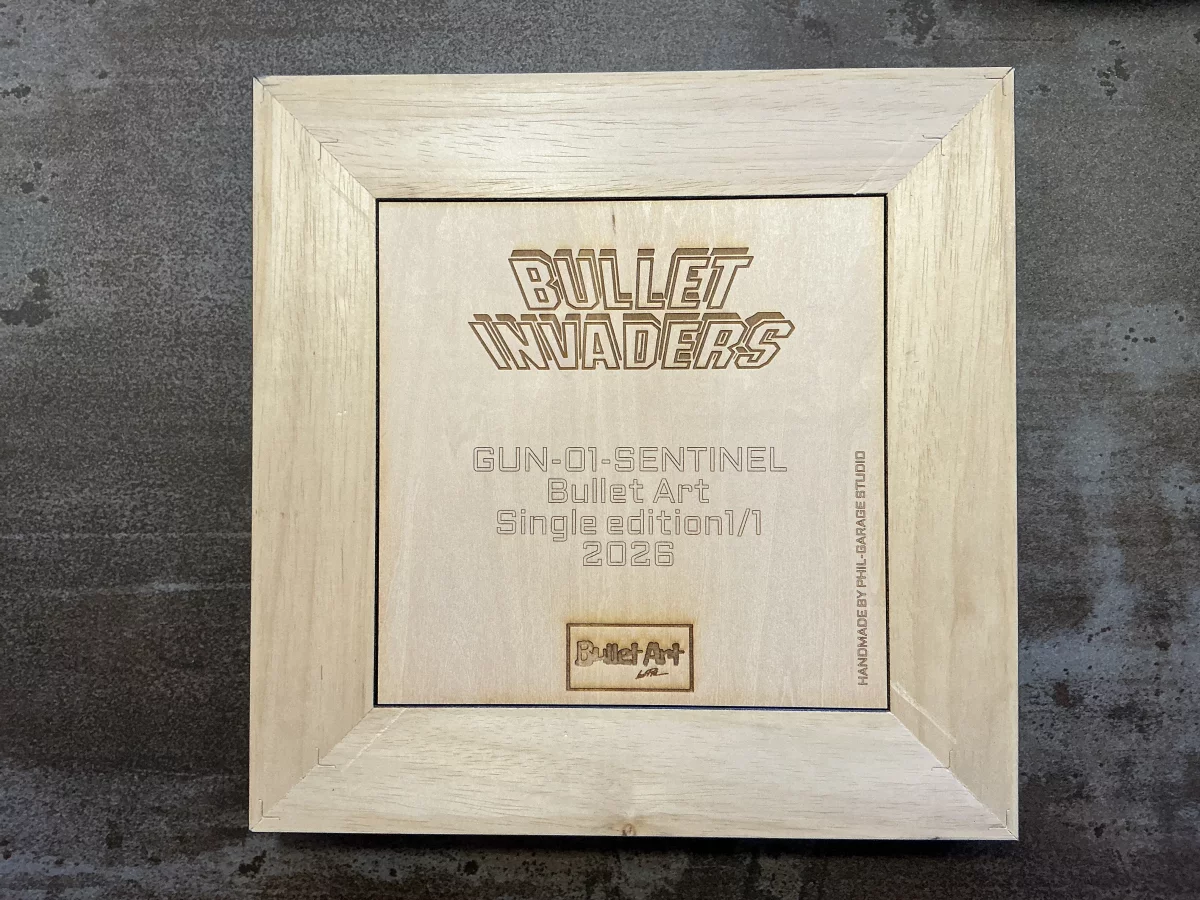 BULLET
INVADERS
GUN-01-SENTINEL
Bullet Art
Single edition1/1
2026
Bullet Art
HANDMADE BY PHIL-GARAGE STUDIO